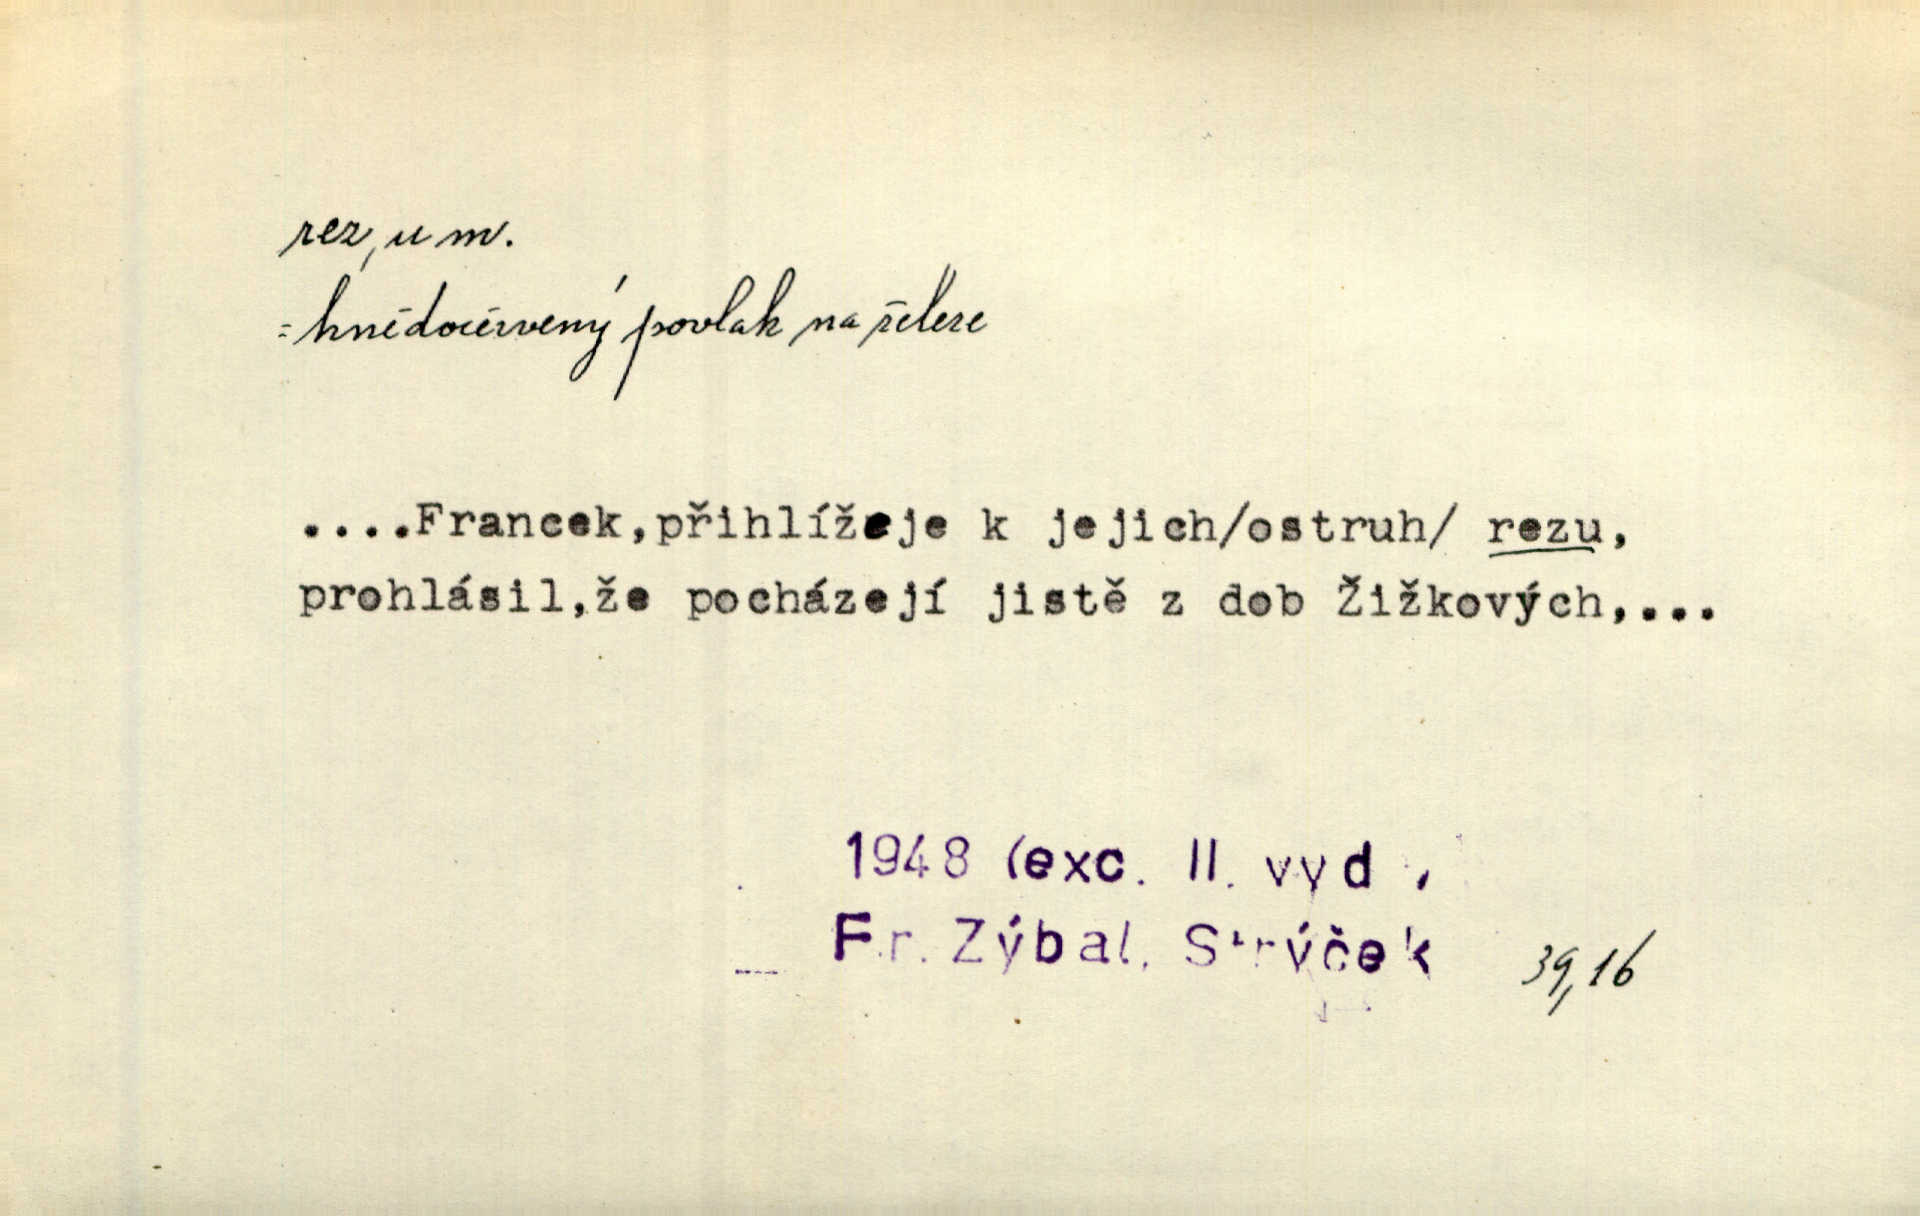 rez, u m.
= hnědočervený povlak na železe
....Francek,přihlížeje k jejich/ostruh/ rezu,
prohlásil,že pocházejí jistě z dob Žižkových,...
1948 (exc. II. vyd.
Fr. Zýbal. Strýček 39,16